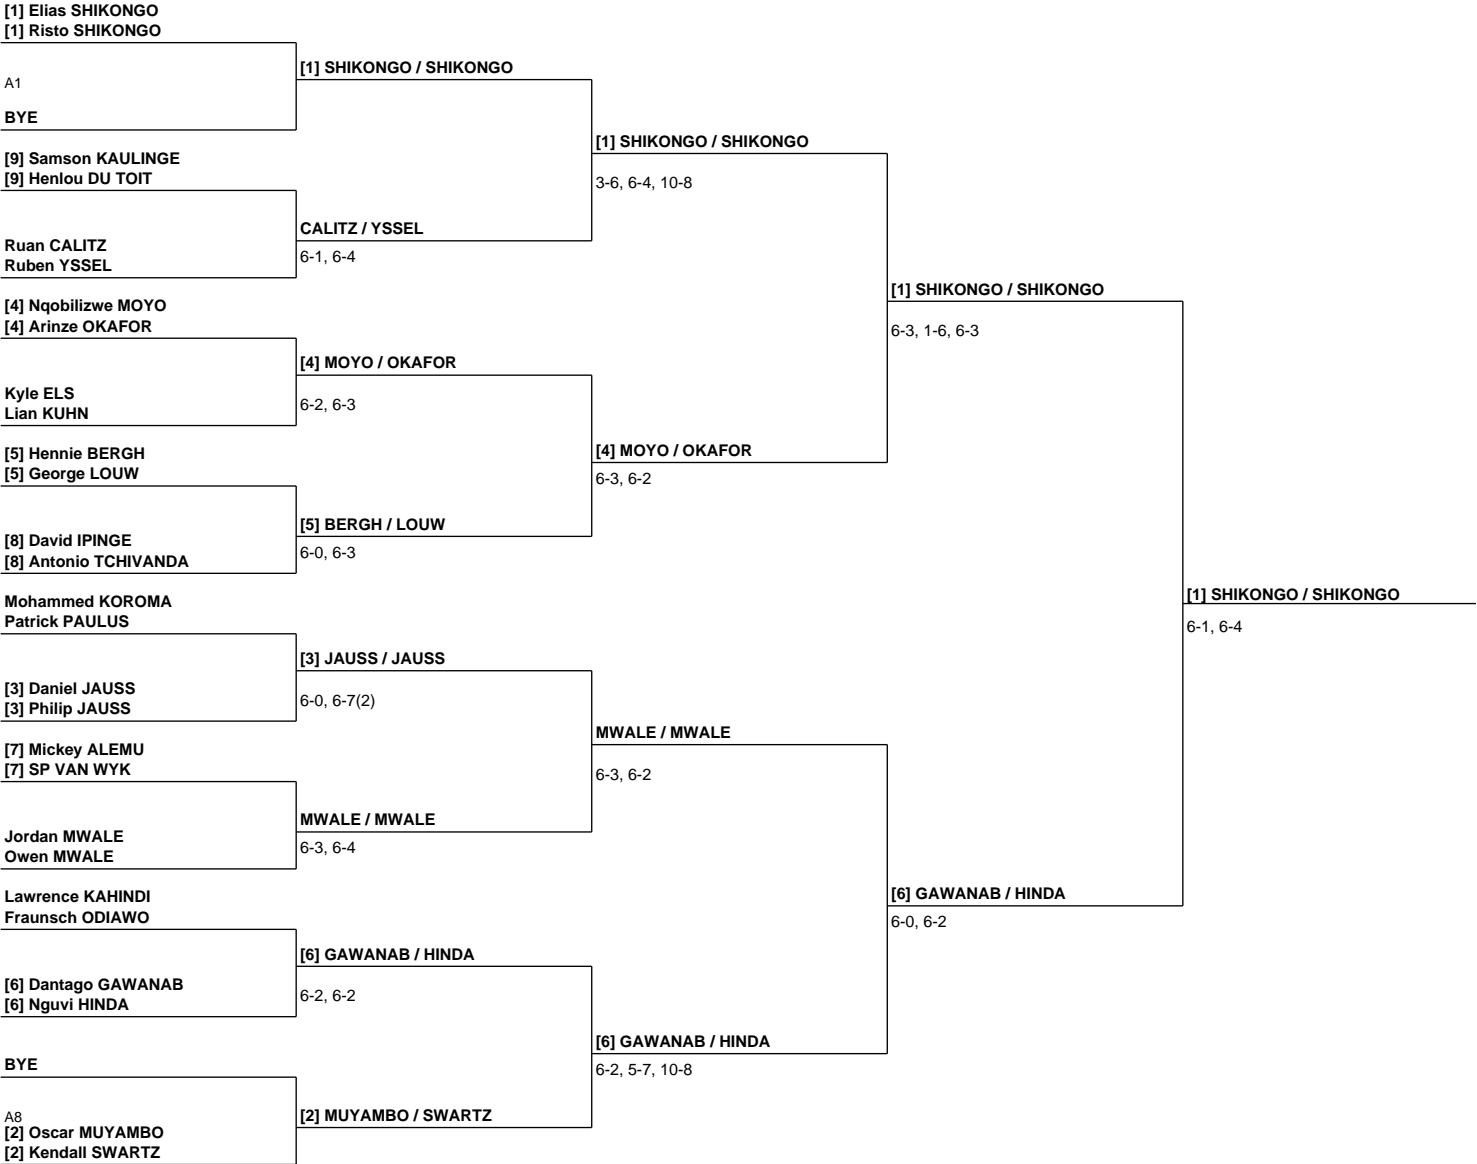 [1] Elias SHIKONGO
[1] Risto SHIKONGO
A1
BYE
[9] Samson KAULINGE
[9] Henlou DU TOIT
Ruan CALITZ
Ruben YSSEL
[4] Nqobilizwe MOYO
[4] Arinze OKAFOR
Kyle ELS
Lian KUHN
[5] Hennie BERGH
[5] George LOUW
[8] David IPINGE
[8] Antonio TCHIVANDA
Mohammed KOROMA
Patrick PAULUS
[3] Daniel JAUSS
[3] Philip JAUSS
[7] Mickey ALEMU
[7] SP VAN WYK
Jordan MWALE
Owen MWALE
Lawrence KAHINDI
Fraunsch ODIAWO
[6] Dantago GAWANAB
[6] Nguvi HINDA
BYE
A8
[2] Oscar MUYAMBO
[2] Kendall SWARTZ
[1] SHIKONGO / SHIKONGO
CALITZ / YSSEL
6-1, 6-4
[4] MOYO / OKAFOR
6-2, 6-3
[5] BERGH / LOUW
6-0, 6-3
[3] JAUSS / JAUSS
6-0, 6-7(2)
MWALE / MWALE
6-3, 6-4
[6] GAWANAB / HINDA
6-2, 6-2
[2] MUYAMBO / SWARTZ
[1] SHIKONGO / SHIKONGO
3-6, 6-4, 10-8
[4] MOYO / OKAFOR
6-3, 6-2
MWALE / MWALE
6-3, 6-2
[6] GAWANAB / HINDA
6-2, 5-7, 10-8
[1] SHIKONGO / SHIKONGO
6-3, 1-6, 6-3
[6] GAWANAB / HINDA
6-0, 6-2
[1] SHIKONGO / SHIKONGO
6-1, 6-4